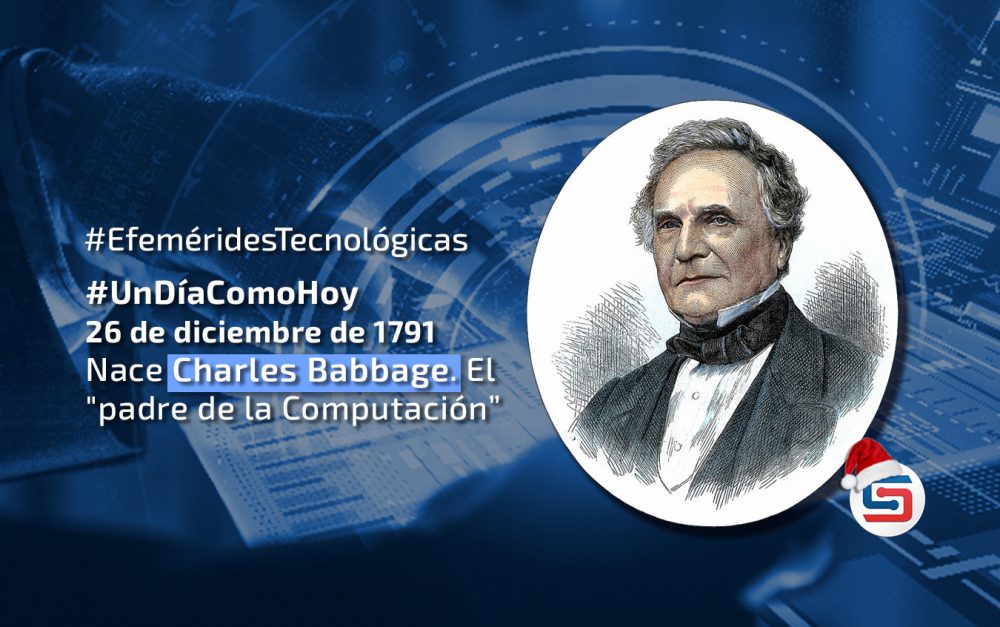 #EfeméridesTecnológicas
#UnDíaComoHoy
26 de diciembre de 1791
Nace Charles Babbage. El
"padre de la Computación”